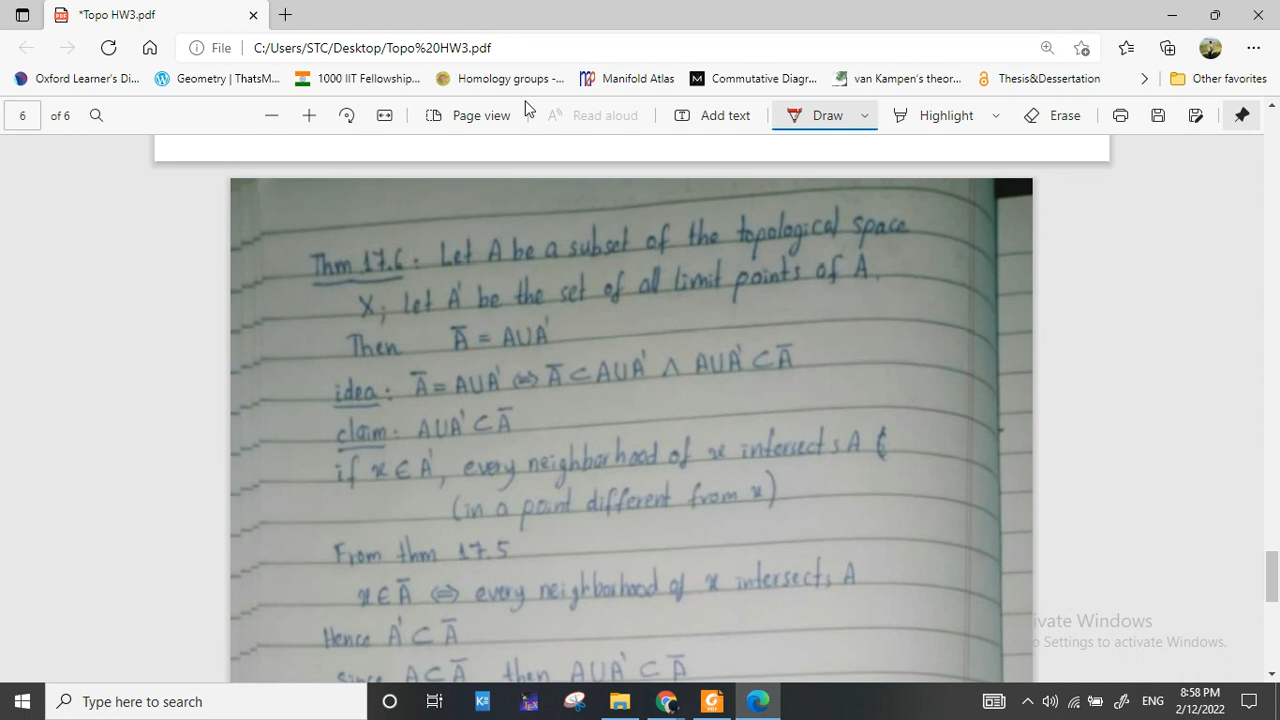 *Topo HW3.pdf
File
C:/Users/STC/Desktop/Topo%20HW3.pdf
Oxford Learner's Di...
Geometry | ThatsM...
1000 IIT Fellowship...
Homology groups -...
Manifold Atlas
Commutative Diagr...
van Kampen's theor...
Thesis&Dessertation
Other favorites
6 of 6
Page view
Read aloud
Add text
Draw
Highlight
Erase
Thm 17.6. Let A be a subset of the topological space
X; let A' be the set of all limit points of A.
Then Ā = A∪A'
idea: Ā = A∪A' ⇔ Ā ⊂ A∪A' ∧ A∪A' ⊂ Ā
claim. A∪A' ⊂ Ā
if x ∈ A', every neighborhood of x intersects A
(in a point different from x)
From thm 17.5
x ∈ Ā ⇔ every neighborhood of x intersects A
Hence A' ⊂ Ā
since A ⊂ Ā, then A∪A' ⊂ Ā
ivate Windows
o Settings to activate Windows.
Type here to search
ENG
8:58 PM
2/12/2022